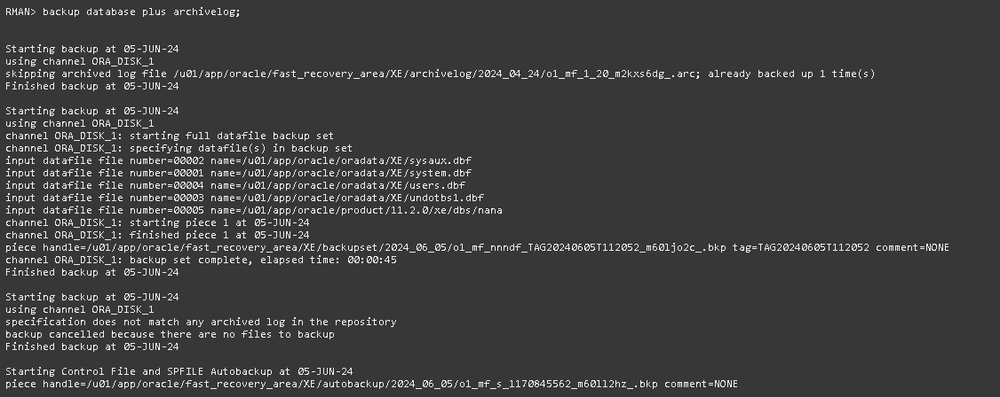 RMAN> backup database plus archivelog;
Starting backup at 05-JUN-24
using channel ORA_DISK_1
skipping archived log file /u01/app/oracle/fast_recovery_area/XE/archivelog/2024_04_24/o1_mf_1_20_m2kxs6dg_.arc; already backed up 1 time(s)
Finished backup at 05-JUN-24
Starting backup at 05-JUN-24
using channel ORA_DISK_1
channel ORA_DISK_1: starting full datafile backup set
channel ORA_DISK_1: specifying datafile(s) in backup set
input datafile file number=00002 name=/u01/app/oracle/oradata/XE/sysaux.dbf
input datafile file number=00001 name=/u01/app/oracle/oradata/XE/system.dbf
input datafile file number=00004 name=/u01/app/oracle/oradata/XE/users.dbf
input datafile file number=00003 name=/u01/app/oracle/oradata/XE/undotbs1.dbf
input datafile file number=00005 name=/u01/app/oracle/product/11.2.0/xe/dbs/nana
channel ORA_DISK_1: starting piece 1 at 05-JUN-24
channel ORA_DISK_1: finished piece 1 at 05-JUN-24
piece handle=/u01/app/oracle/fast_recovery_area/XE/backupset/2024_06_05/o1_mf_nnndf_TAG20240605T112052_m60ljo2c_.bkp tag=TAG20240605T112052 comment=NONE
channel ORA_DISK_1: backup set complete, elapsed time: 00:00:45
Finished backup at 05-JUN-24
Starting backup at 05-JUN-24
using channel ORA_DISK_1
specification does not match any archived log in the repository
backup cancelled because there are no files to backup
Finished backup at 05-JUN-24
Starting Control File and SPFILE Autobackup at 05-JUN-24
piece handle=/u01/app/oracle/fast_recovery_area/XE/autobackup/2024_06_05/o1_mf_s_1170845562_m60ll2hz_.bkp comment=NONE